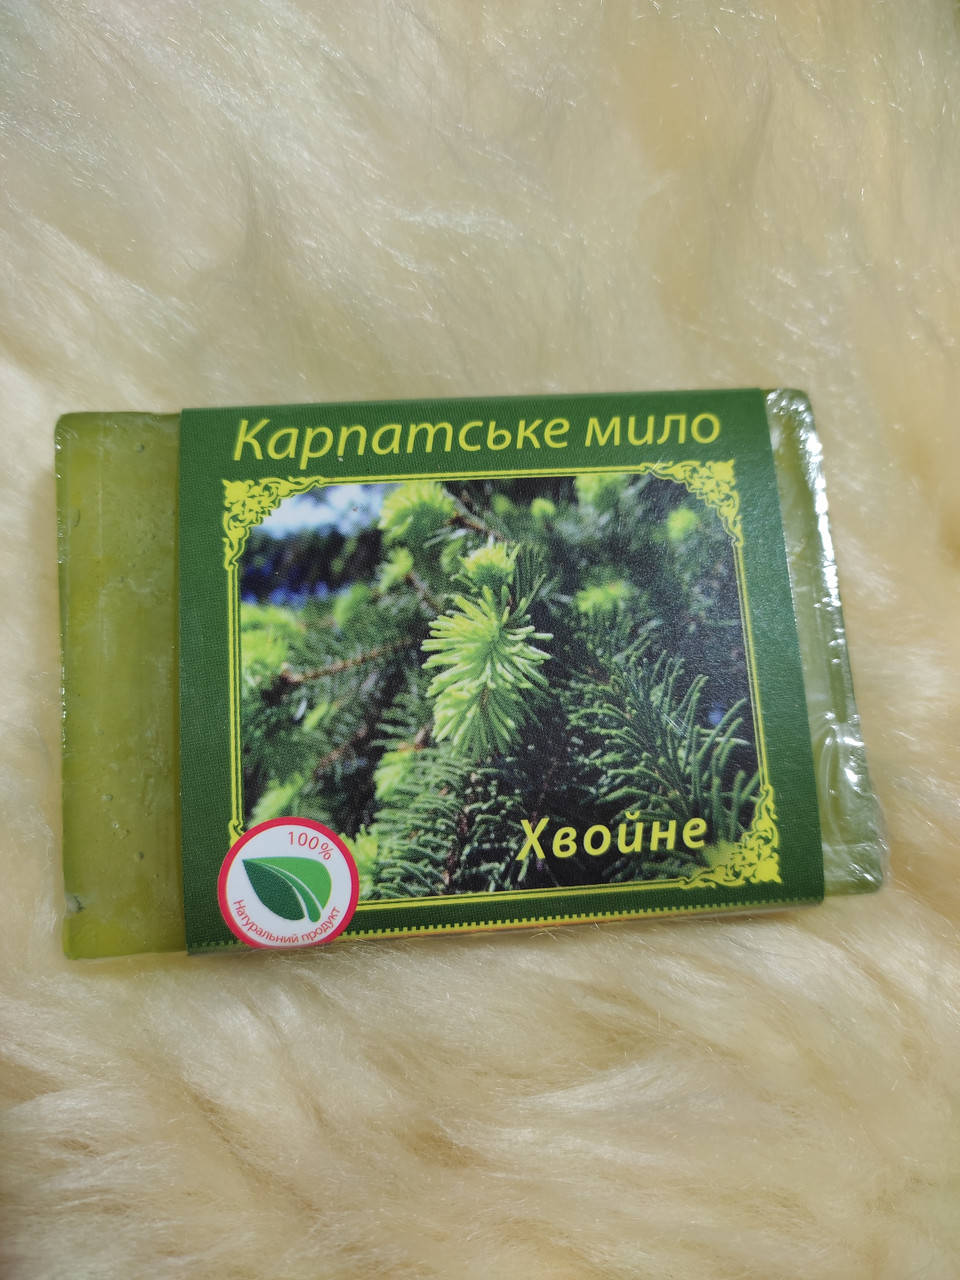 Карпатське мило
Хвойне
100%
Натуральний продукт